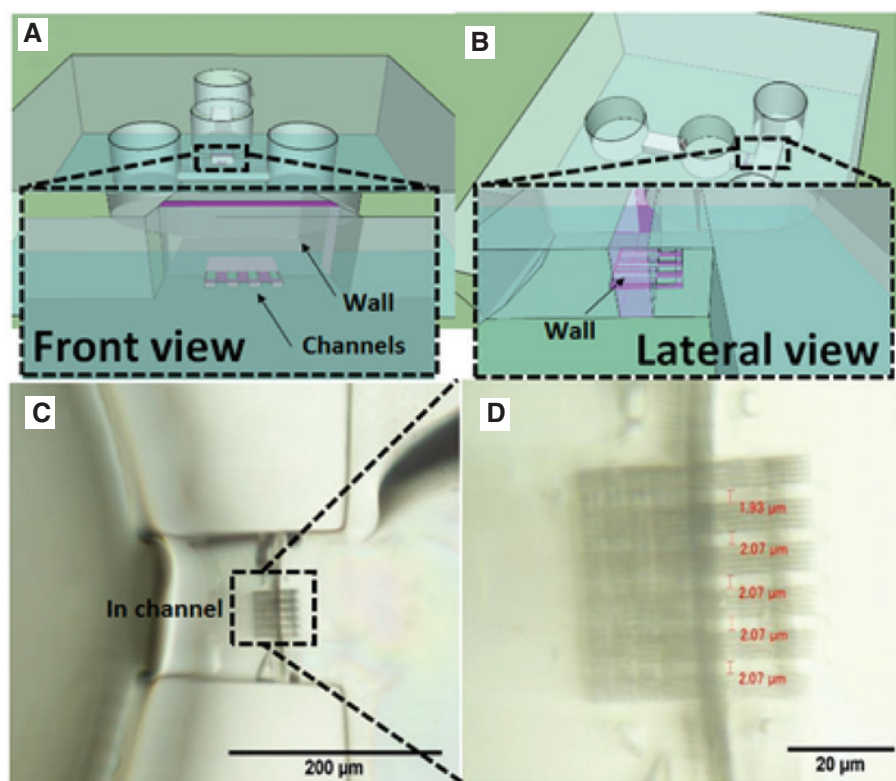 A
Wall
Channels
Front view
B
Wall
Lateral view
C
In channel
200 µm
D
1.93 µm
2.07 µm
2.07 µm
2.07 µm
2.07 µm
20 µm